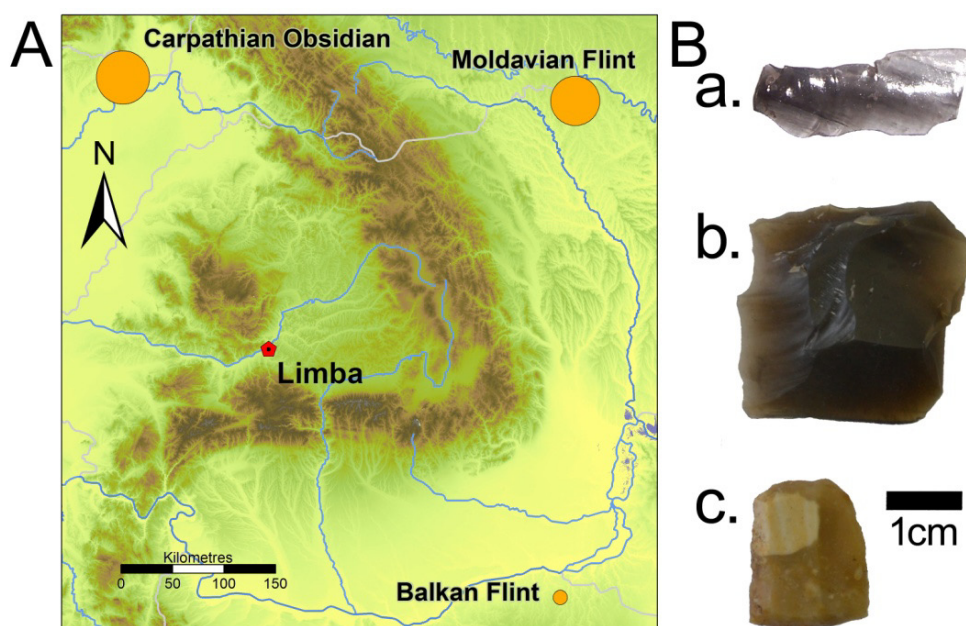 A
Carpathian Obsidian
Moldavian Flint
N
Limba
Kilometres
0 50 100 150
Balkan Flint
B
a.
b.
c.
1cm